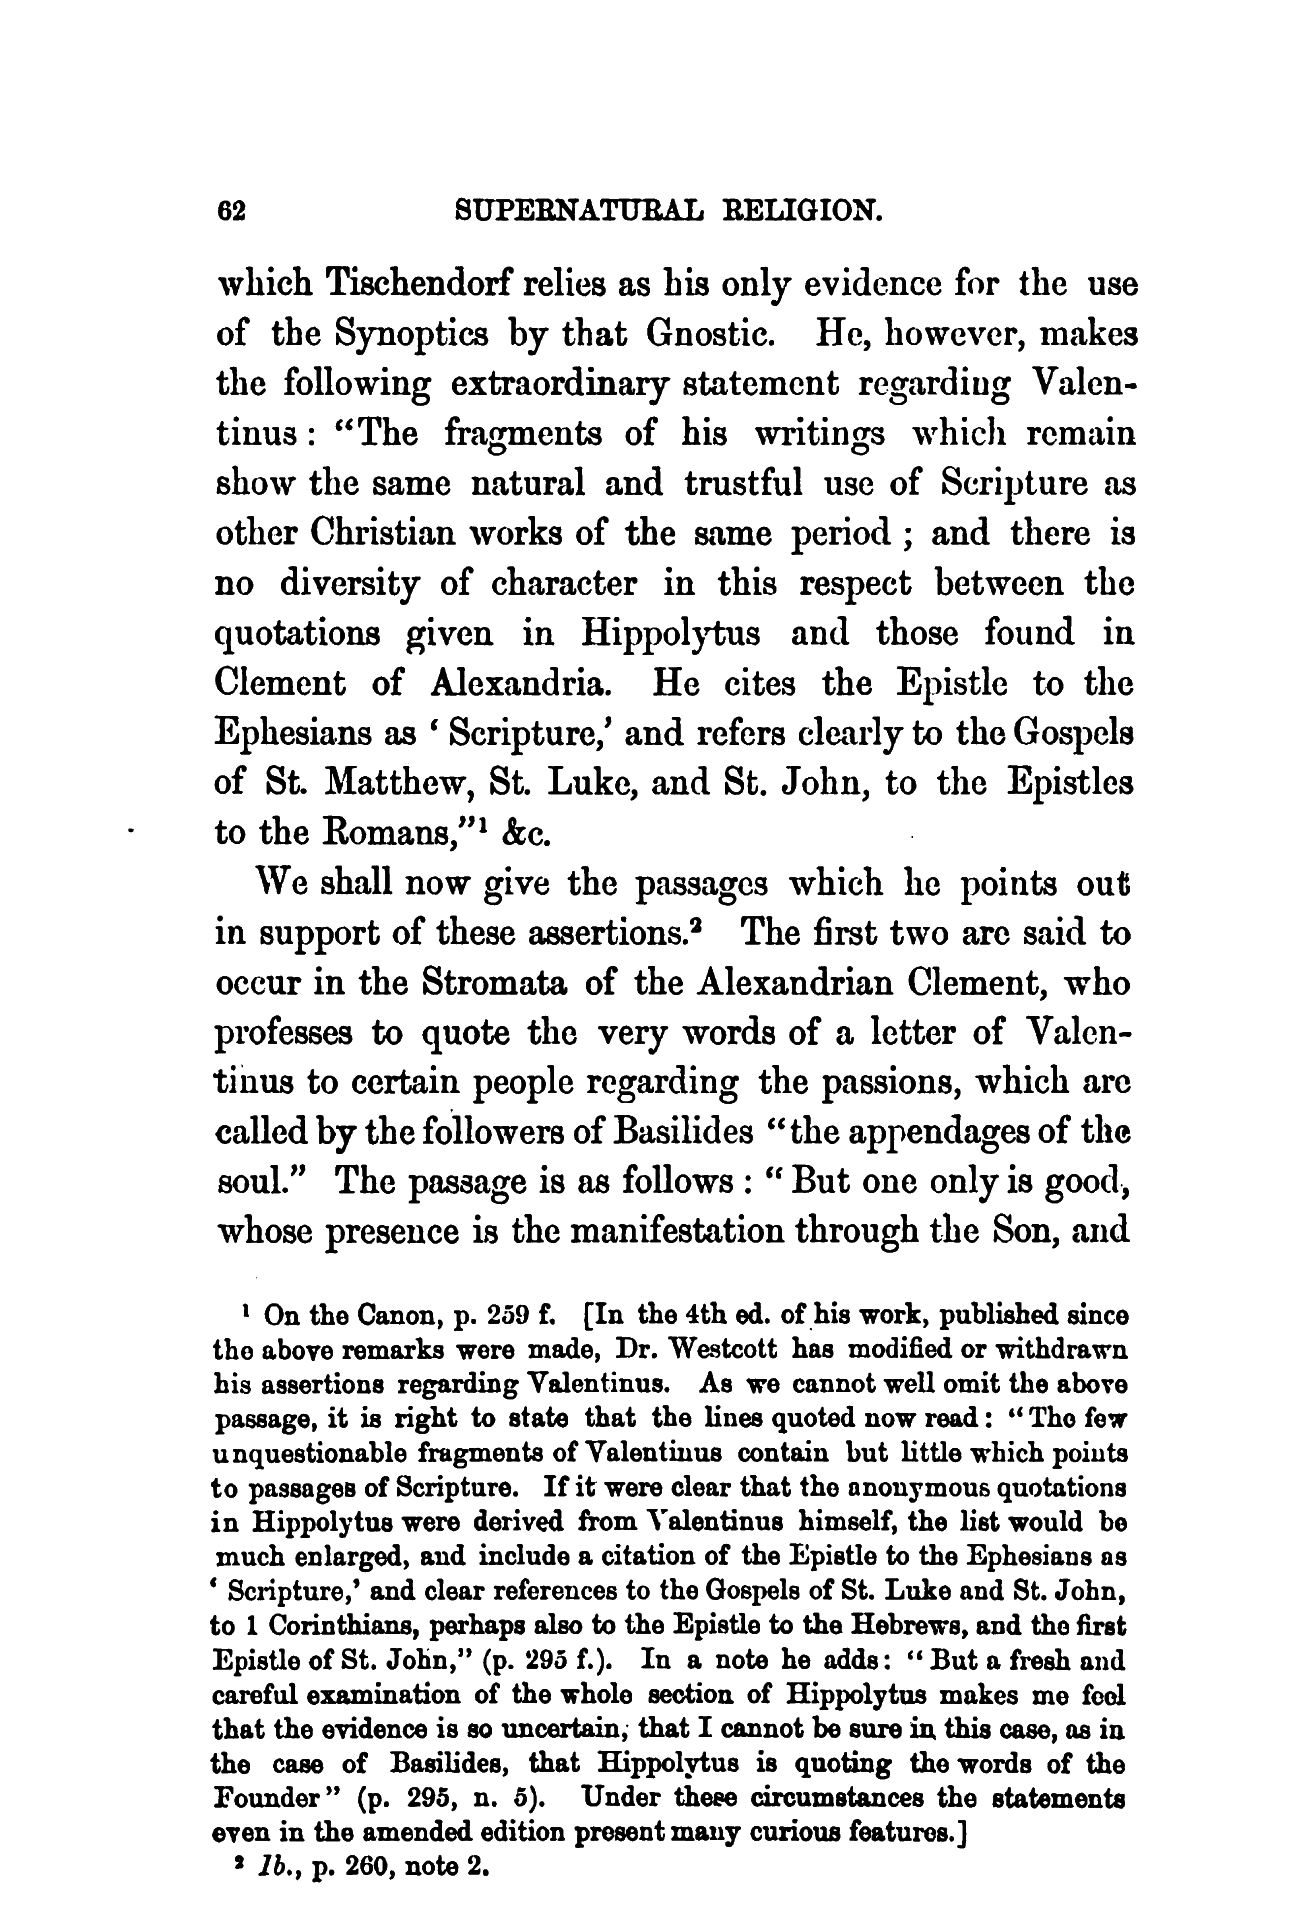 62 SUPERNATURAL RELIGION.
which Tischendorf relies as his only evidence for the use
of the Synoptics by that Gnostic. He, however, makes
the following extraordinary statement regarding Valen-
tinus : “The fragments of his writings which remain
show the same natural and trustful use of Scripture as
other Christian works of the same period ; and there is
no diversity of character in this respect between the
quotations given in Hippolytus and those found in
Clement of Alexandria. He cites the Epistle to the
Ephesians as ‘ Scripture,’ and refers clearly to the Gospels
of St. Matthew, St. Luke, and St. John, to the Epistles
to the Romans,”¹ &c.
We shall now give the passages which he points out
in support of these assertions.² The first two are said to
occur in the Stromata of the Alexandrian Clement, who
professes to quote the very words of a letter of Valen-
tinus to certain people regarding the passions, which are
called by the followers of Basilides “the appendages of the
soul.” The passage is as follows : “ But one only is good,
whose presence is the manifestation through the Son, and
¹ On the Canon, p. 259 f. [In the 4th ed. of his work, published since
the above remarks were made, Dr. Westcott has modified or withdrawn
his assertions regarding Valentinus. As we cannot well omit the above
passage, it is right to state that the lines quoted now read : “ The few
unquestionable fragments of Valentinus contain but little which points
to passages of Scripture. If it were clear that the anonymous quotations
in Hippolytus were derived from Valentinus himself, the list would be
much enlarged, and include a citation of the Epistle to the Ephesians as
‘ Scripture,’ and clear references to the Gospels of St. Luke and St. John,
to 1 Corinthians, perhaps also to the Epistle to the Hebrews, and the first
Epistle of St. John,” (p. 295 f.). In a note he adds : “ But a fresh and
careful examination of the whole section of Hippolytus makes me feel
that the evidence is so uncertain, that I cannot be sure in this case, as in
the case of Basilides, that Hippolytus is quoting the words of the
Founder ” (p. 295, n. 5). Under these circumstances the statements
even in the amended edition present many curious features.]
² Ib., p. 260, note 2.